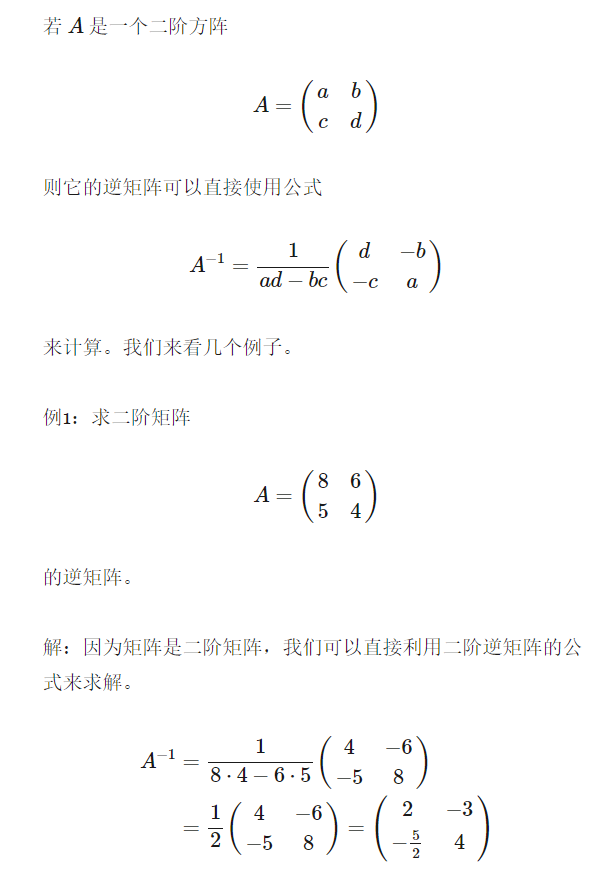 若 A 是一个二阶方阵
A = \begin{pmatrix} a & b \\ c & d \end{pmatrix}
则它的逆矩阵可以直接使用公式
A^{-1} = \frac{1}{ad - bc} \begin{pmatrix} d & -b \\ -c & a \end{pmatrix}
来计算。我们来看几个例子。
例1：求二阶矩阵
A = \begin{pmatrix} 8 & 6 \\ 5 & 4 \end{pmatrix}
的逆矩阵。
解：因为矩阵是二阶矩阵，我们可以直接利用二阶逆矩阵的公
式来求解。
A^{-1} = \frac{1}{8 \cdot 4 - 6 \cdot 5} \begin{pmatrix} 4 & -6 \\ -5 & 8 \end{pmatrix}
= \frac{1}{2} \begin{pmatrix} 4 & -6 \\ -5 & 8 \end{pmatrix} = \begin{pmatrix} 2 & -3 \\ -\frac{5}{2} & 4 \end{pmatrix}